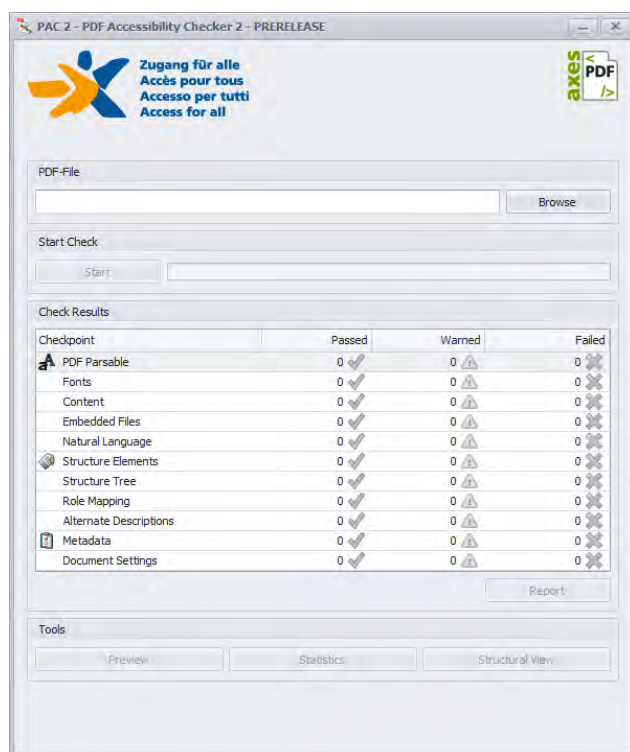 PAC 2 - PDF Accessibility Checker 2 - PRERELEASE
Zugang für alle
Accès pour tous
Accesso per tutti
Access for all
axes
PDF
PDF-File
Browse
Start Check
Start
Check Results
Checkpoint Passed Warned Failed
PDF Parsable 0 0 0
Fonts 0 0 0
Content 0 0 0
Embedded Files 0 0 0
Natural Language 0 0 0
Structure Elements 0 0 0
Structure Tree 0 0 0
Role Mapping 0 0 0
Alternate Descriptions 0 0 0
Metadata 0 0 0
Document Settings 0 0 0
Report
Tools
Preview Statistics Structural View